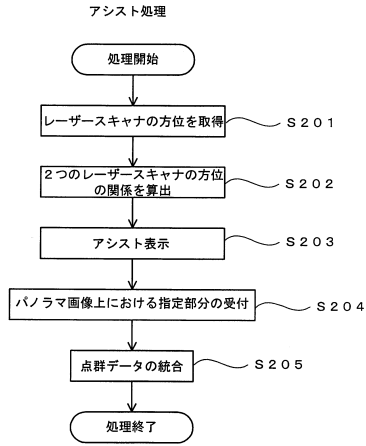 アシスト処理
処理開始
レーザースキャナの方位を取得
S201
2つのレーザースキャナの方位
の関係を算出
S202
アシスト表示
S203
パノラマ画像上における指定部分の受付
S204
点群データの統合
S205
処理終了